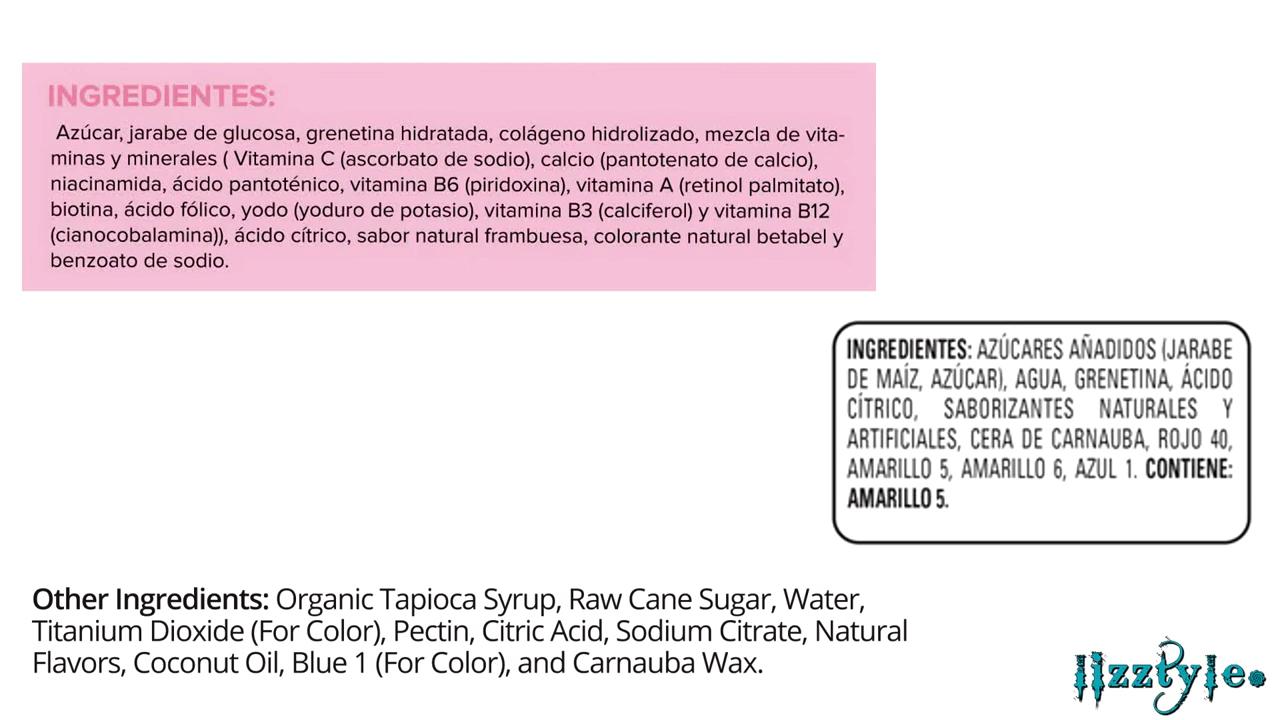 INGREDIENTES:
Azúcar, jarabe de glucosa, grenetina hidratada, colágeno hidrolizado, mezcla de vita-
minas y minerales ( Vitamina C (ascorbato de sodio), calcio (pantotenato de calcio),
niacinamida, ácido pantoténico, vitamina B6 (piridoxina), vitamina A (retinol palmitato),
biotina, ácido fólico, yodo (yoduro de potasio), vitamina B3 (calciferol) y vitamina B12
(cianocobalamina)), ácido cítrico, sabor natural frambuesa, colorante natural betabel y
benzoato de sodio.
INGREDIENTES: AZÚCARES AÑADIDOS (JARABE
DE MAÍZ, AZÚCAR), AGUA, GRENETINA, ÁCIDO
CÍTRICO, SABORIZANTES NATURALES Y
ARTIFICIALES, CERA DE CARNAUBA, ROJO 40,
AMARILLO 5, AMARILLO 6, AZUL 1. CONTIENE:
AMARILLO 5.
Other Ingredients: Organic Tapioca Syrup, Raw Cane Sugar, Water,
Titanium Dioxide (For Color), Pectin, Citric Acid, Sodium Citrate, Natural
Flavors, Coconut Oil, Blue 1 (For Color), and Carnauba Wax.
lizztyle.